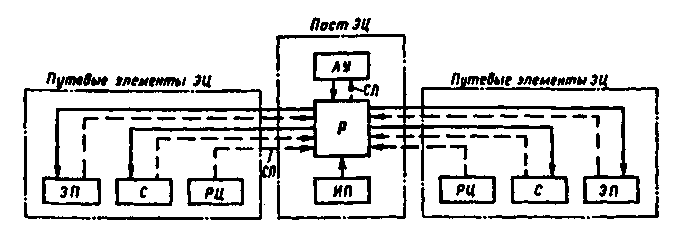 Пост ЭЦ
Путевые элементы ЭЦ
АУ
Путевые элементы ЭЦ
СП
Р
СП
ЭП
С
РЦ
ИП
РЦ
С
ЭП